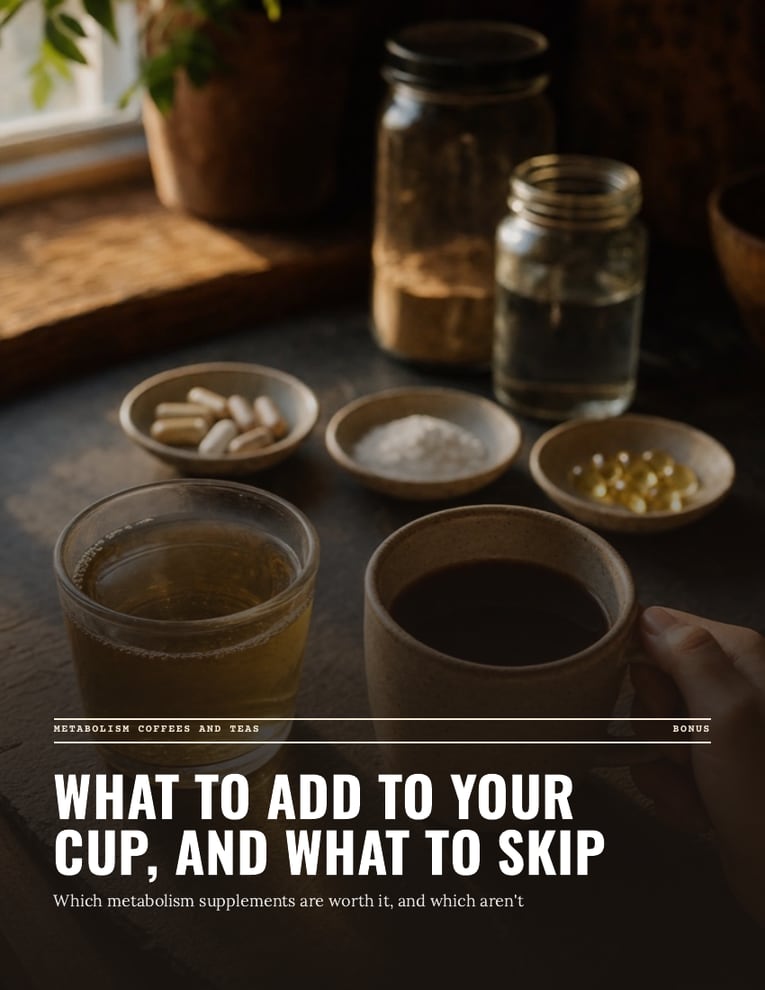 METABOLISM COFFEES AND TEAS
BONUS
WHAT TO ADD TO YOUR
CUP, AND WHAT TO SKIP
Which metabolism supplements are worth it, and which aren't